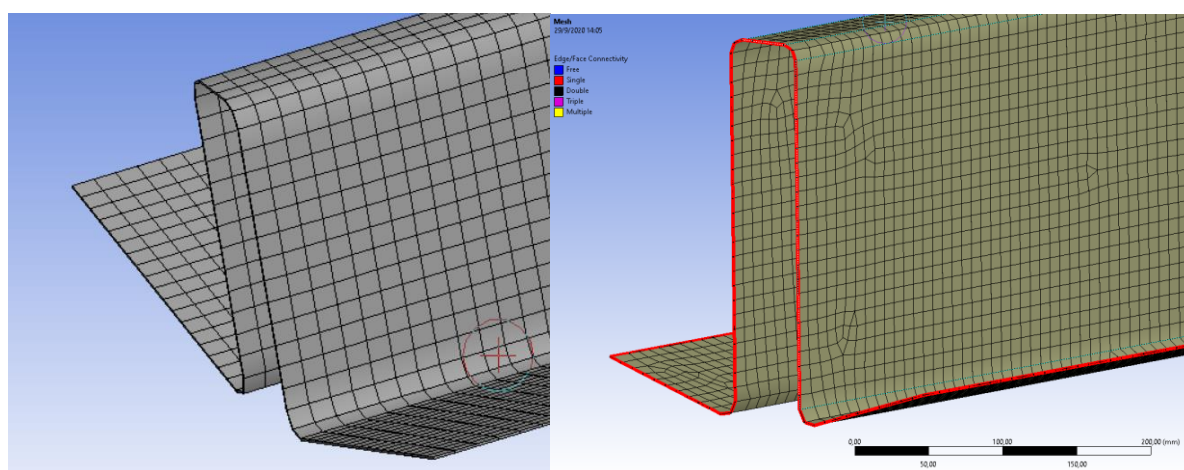 Mesh
29/9/2020 14:05
Edge/Face Connectivity
Free
Single
Double
Triple
Multiple
0,00 100,00 200,00 (mm)
50,00 150,00